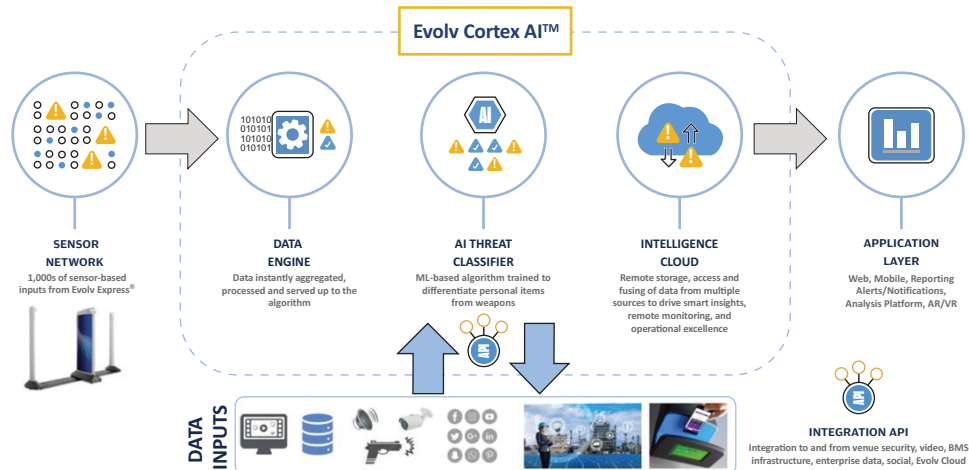 Evolv Cortex AI™
101010
010101
101010
010101
AI
SENSOR
NETWORK
1,000s of sensor-based
inputs from Evolv Express®
DATA
ENGINE
Data instantly aggregated,
processed and served up to the
algorithm
AI THREAT
CLASSIFIER
ML-based algorithm trained to
differentiate personal items
from weapons
INTELLIGENCE
CLOUD
Remote storage, access and
fusing of data from multiple
sources to drive smart insights,
remote monitoring, and
operational excellence
APPLICATION
LAYER
Web, Mobile, Reporting
Alerts/Notifications,
Analysis Platform, AR/VR
API
DATA
INPUTS
API
INTEGRATION API
Integration to and from venue security, video, BMS
infrastructure, enterprise data, social, Evolv Cloud